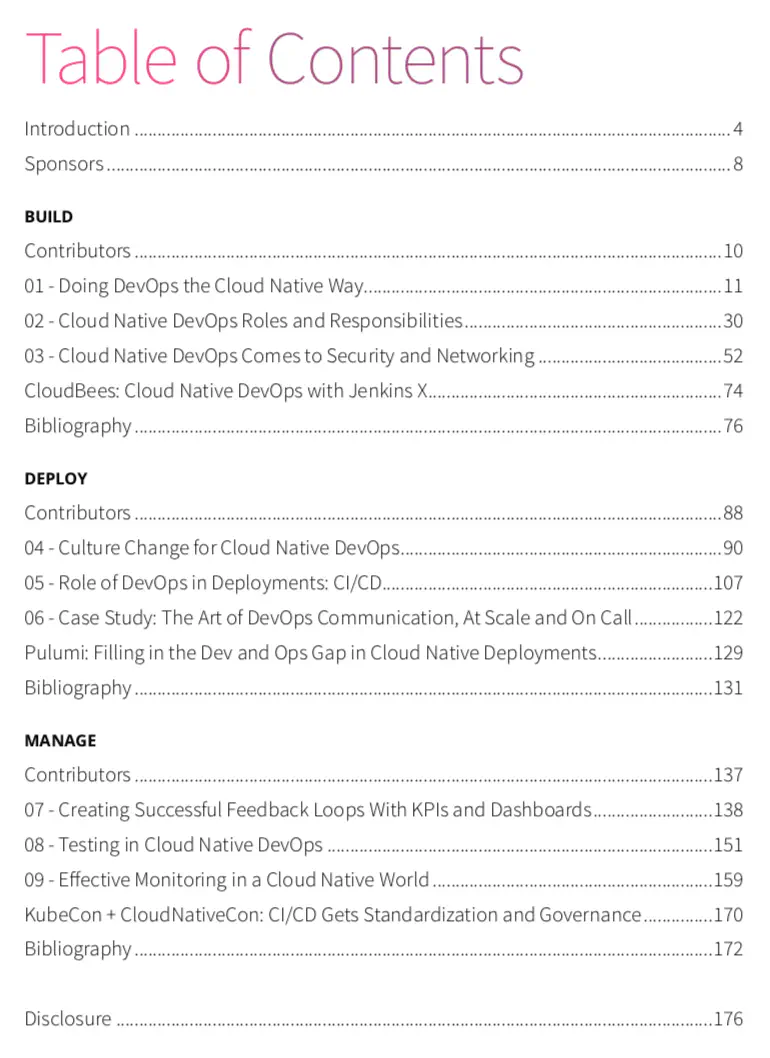 Table of Contents
Introduction ........................................................................................................................ 4
Sponsors ............................................................................................................................. 8
BUILD
Contributors ...................................................................................................................... 10
01 - Doing DevOps the Cloud Native Way........................................................................ 11
02 - Cloud Native DevOps Roles and Responsibilities.................................................... 30
03 - Cloud Native DevOps Comes to Security and Networking ..................................... 52
CloudBees: Cloud Native DevOps with Jenkins X........................................................... 74
Bibliography ...................................................................................................................... 76
DEPLOY
Contributors ...................................................................................................................... 88
04 - Culture Change for Cloud Native DevOps................................................................. 90
05 - Role of DevOps in Deployments: CI/CD................................................................... 107
06 - Case Study: The Art of DevOps Communication, At Scale and On Call ................. 122
Pulumi: Filling in the Dev and Ops Gap in Cloud Native Deployments......................... 129
Bibliography .................................................................................................................... 131
MANAGE
Contributors .................................................................................................................... 137
07 - Creating Successful Feedback Loops With KPIs and Dashboards.......................... 138
08 - Testing in Cloud Native DevOps .............................................................................. 151
09 - Effective Monitoring in a Cloud Native World ......................................................... 159
KubeCon + CloudNativeCon: CI/CD Gets Standardization and Governance............... 170
Bibliography .................................................................................................................... 172
Disclosure ....................................................................................................................... 176